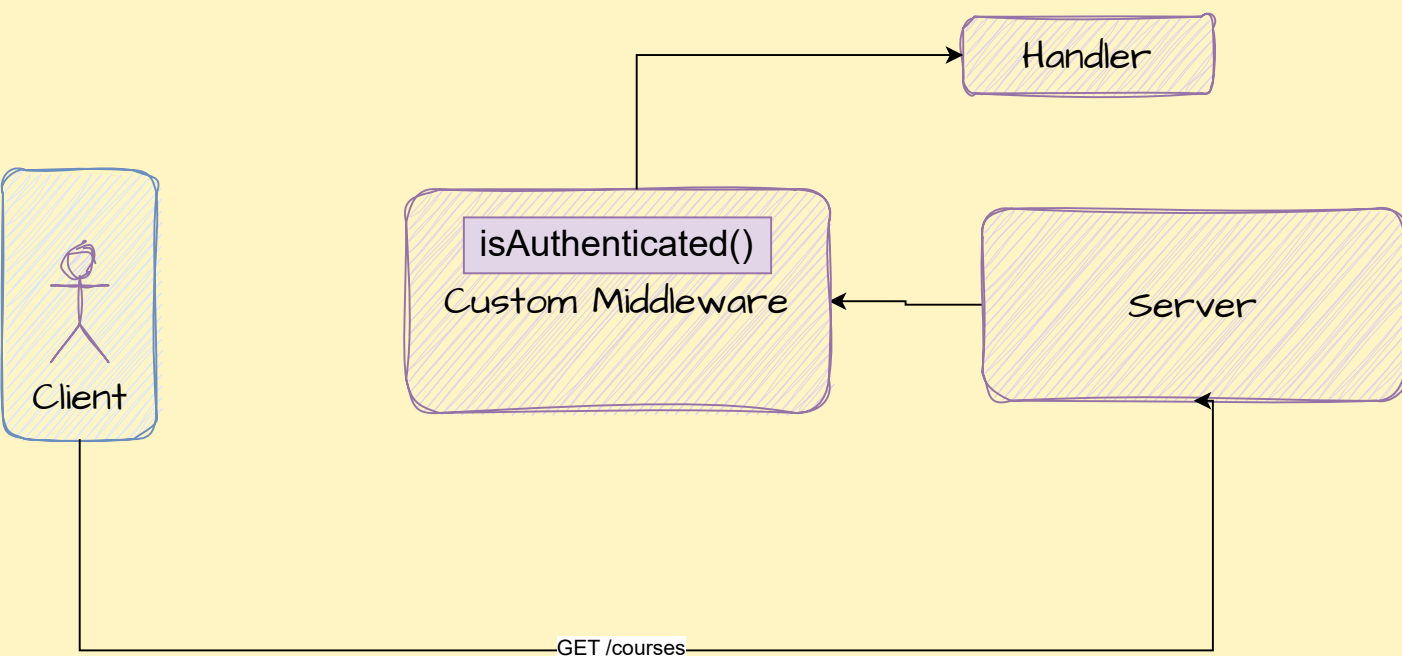 Handler
isAuthenticated()
Custom Middleware
Server
Client
GET /courses